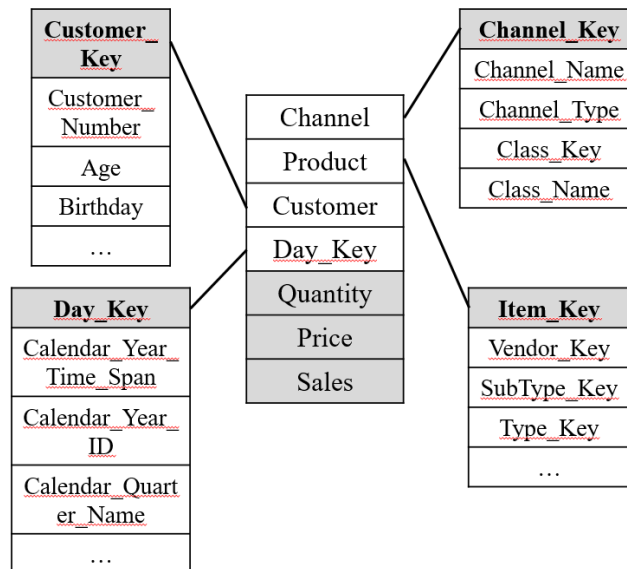 Customer_
Key
Customer_
Number
Age
Birthday
…
Channel_Key
Channel_Name
Channel_Type
Class_Key
Class_Name
Channel
Product
Customer
Day_Key
Quantity
Price
Sales
Day_Key
Calendar_Year_
Time_Span
Calendar_Year_
ID
Calendar_Quart
er_Name
…
Item_Key
Vendor_Key
SubType_Key
Type_Key
…